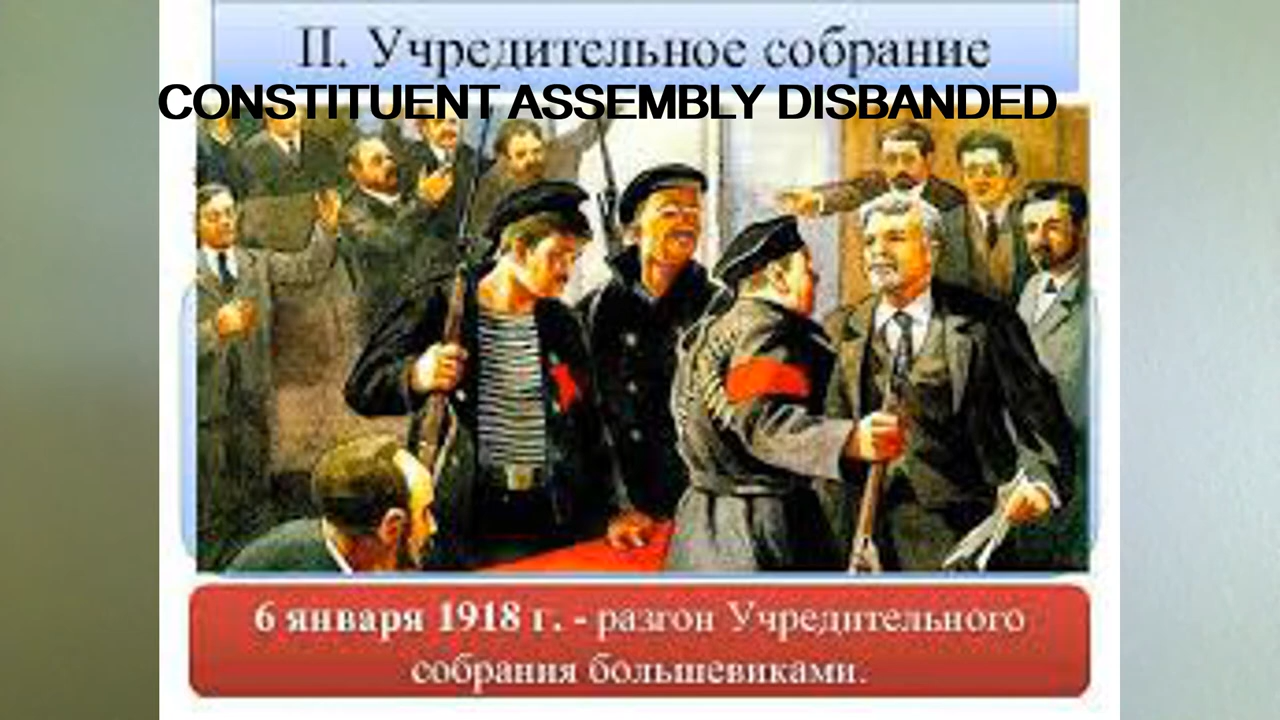 II. Учредительное собрание
CONSTITUENT ASSEMBLY DISBANDED
6 января 1918 г. - разгон Учредительного
собрания большевиками.